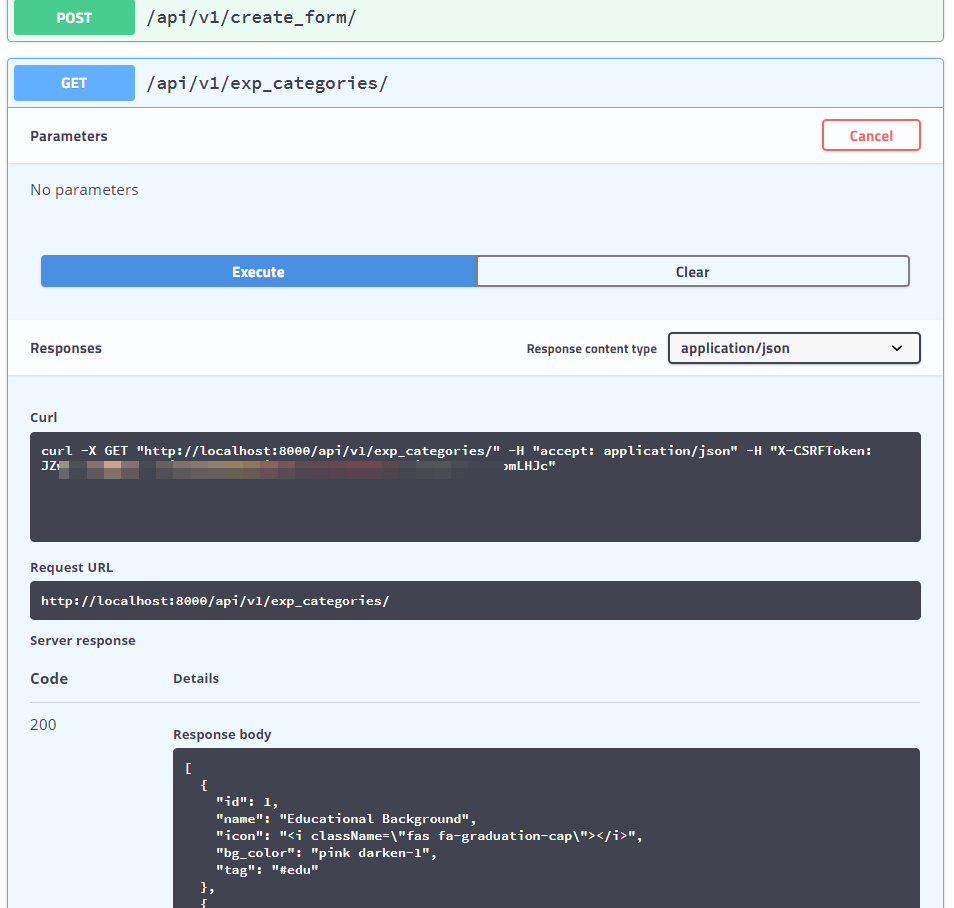 POST /api/v1/create_form/
GET /api/v1/exp_categories/
Parameters Cancel
No parameters
Execute Clear
Responses Response content type application/json
Curl
curl -X GET "http://localhost:8000/api/v1/exp_categories/" -H "accept: application/json" -H "X-CSRFToken:
Request URL
http://localhost:8000/api/v1/exp_categories/
Server response
Code Details
200
Response body
[
{
"id": 1,
"name": "Educational Background",
"icon": "<i className=\"fas fa-graduation-cap\"></i>",
"bg_color": "pink darken-1",
"tag": "#edu"
},
{